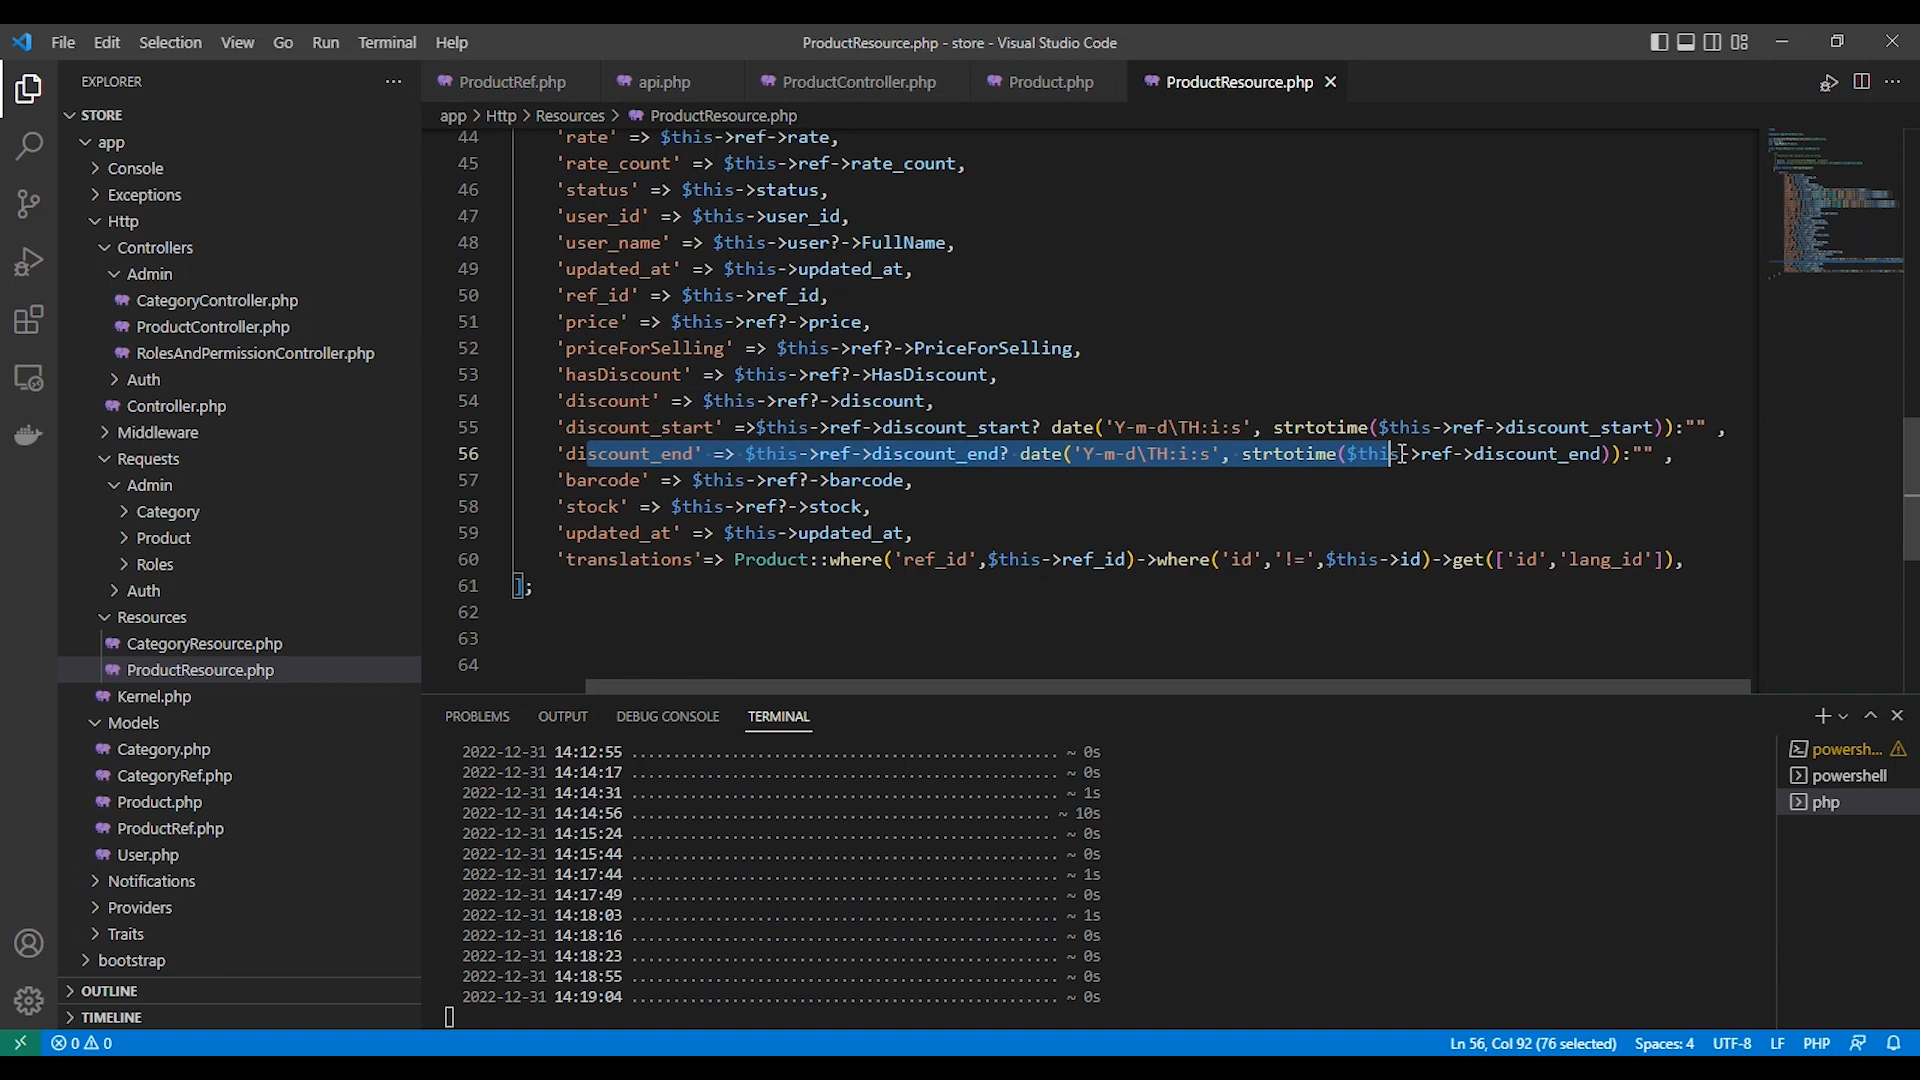 File Edit Selection View Go Run Terminal Help
ProductResource.php - store - Visual Studio Code
EXPLORER
STORE
app
Console
Exceptions
Http
Controllers
Admin
CategoryController.php
ProductController.php
RolesAndPermissionController.php
Auth
Controller.php
Middleware
Requests
Admin
Category
Product
Roles
Auth
Resources
CategoryResource.php
ProductResource.php
Kernel.php
Models
Category.php
CategoryRef.php
Product.php
ProductRef.php
User.php
Notifications
Providers
Traits
bootstrap
OUTLINE
TIMELINE
ProductRef.php api.php ProductController.php Product.php ProductResource.php
app > Http > Resources > ProductResource.php
44 'rate' => $this->ref->rate,
45 'rate_count' => $this->ref->rate_count,
46 'status' => $this->status,
47 'user_id' => $this->user_id,
48 'user_name' => $this->user?->FullName,
49 'updated_at' => $this->updated_at,
50 'ref_id' => $this->ref_id,
51 'price' => $this->ref?->price,
52 'priceForSelling' => $this->ref?->PriceForSelling,
53 'hasDiscount' => $this->ref?->HasDiscount,
54 'discount' => $this->ref?->discount,
55 'discount_start' =>$this->ref->discount_start? date('Y-m-d\TH:i:s', strtotime($this->ref->discount_start)):"" ,
56 'discount_end' => $this->ref->discount_end? date('Y-m-d\TH:i:s', strtotime($this->ref->discount_end)):"" ,
57 'barcode' => $this->ref?->barcode,
58 'stock' => $this->ref?->stock,
59 'updated_at' => $this->updated_at,
60 'translations'=> Product::where('ref_id',$this->ref_id)->where('id','!=',$this->id)->get(['id','lang_id']),
61 ];
62
63
64
PROBLEMS OUTPUT DEBUG CONSOLE TERMINAL
2022-12-31 14:12:55 ........................................ ~ 0s
2022-12-31 14:14:17 ........................................ ~ 0s
2022-12-31 14:14:31 ........................................ ~ 1s
2022-12-31 14:14:56 ....................................... ~ 10s
2022-12-31 14:15:24 ........................................ ~ 0s
2022-12-31 14:15:44 ........................................ ~ 0s
2022-12-31 14:17:44 ........................................ ~ 1s
2022-12-31 14:17:49 ........................................ ~ 0s
2022-12-31 14:18:03 ........................................ ~ 1s
2022-12-31 14:18:16 ........................................ ~ 0s
2022-12-31 14:18:23 ........................................ ~ 0s
2022-12-31 14:18:55 ........................................ ~ 0s
2022-12-31 14:19:04 ........................................ ~ 0s
powersh...
powershell
php
0 0
Ln 56, Col 92 (76 selected) Spaces: 4 UTF-8 LF PHP